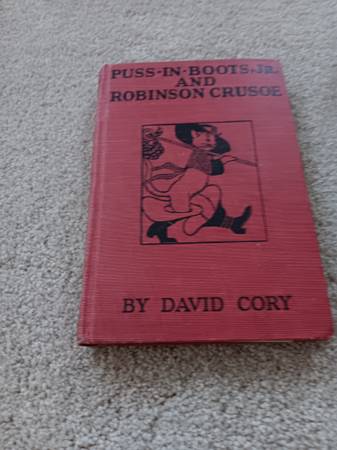 PUSS-IN-BOOTS, JR.
AND
ROBINSON CRUSOE
BY DAVID CORY